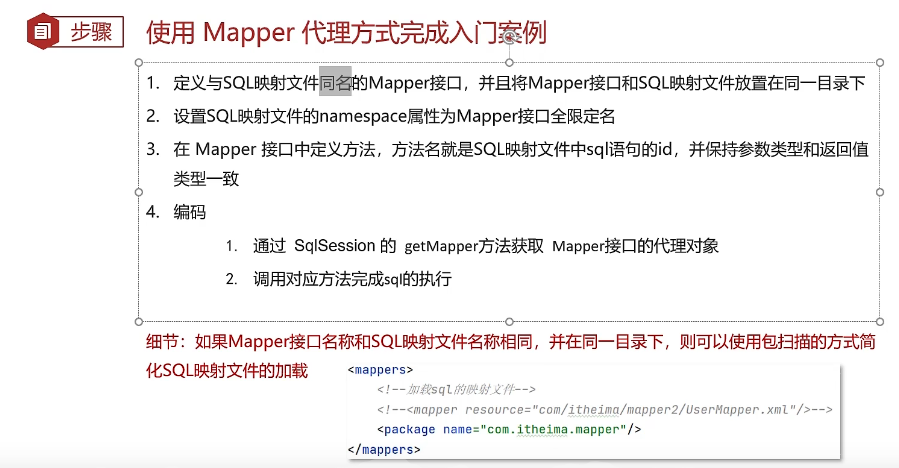 步骤
使用 Mapper 代理方式完成入门案例
1. 定义与SQL映射文件同名的Mapper接口，并且将Mapper接口和SQL映射文件放置在同一目录下
2. 设置SQL映射文件的namespace属性为Mapper接口全限定名
3. 在 Mapper 接口中定义方法，方法名就是SQL映射文件中sql语句的id，并保持参数类型和返回值
类型一致
4. 编码
1. 通过 SqlSession 的 getMapper方法获取 Mapper接口的代理对象
2. 调用对应方法完成sql的执行
细节：如果Mapper接口名称和SQL映射文件名称相同，并在同一目录下，则可以使用包扫描的方式简
化SQL映射文件的加载
<mappers>
<!--加载sql的映射文件-->
<!--<mapper resource="com/itheima/mapper2/UserMapper.xml"/>-->
<package name="com.itheima.mapper"/>
</mappers>